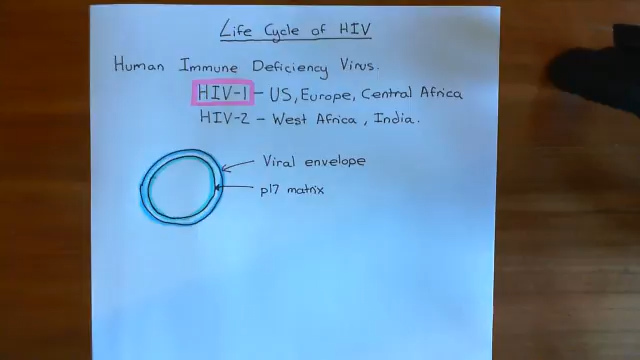 Life Cycle of HIV
Human Immune Deficiency Virus.
HIV-1 - US, Europe, Central Africa
HIV-2 - West Africa, India.
Viral envelope
p17 matrix